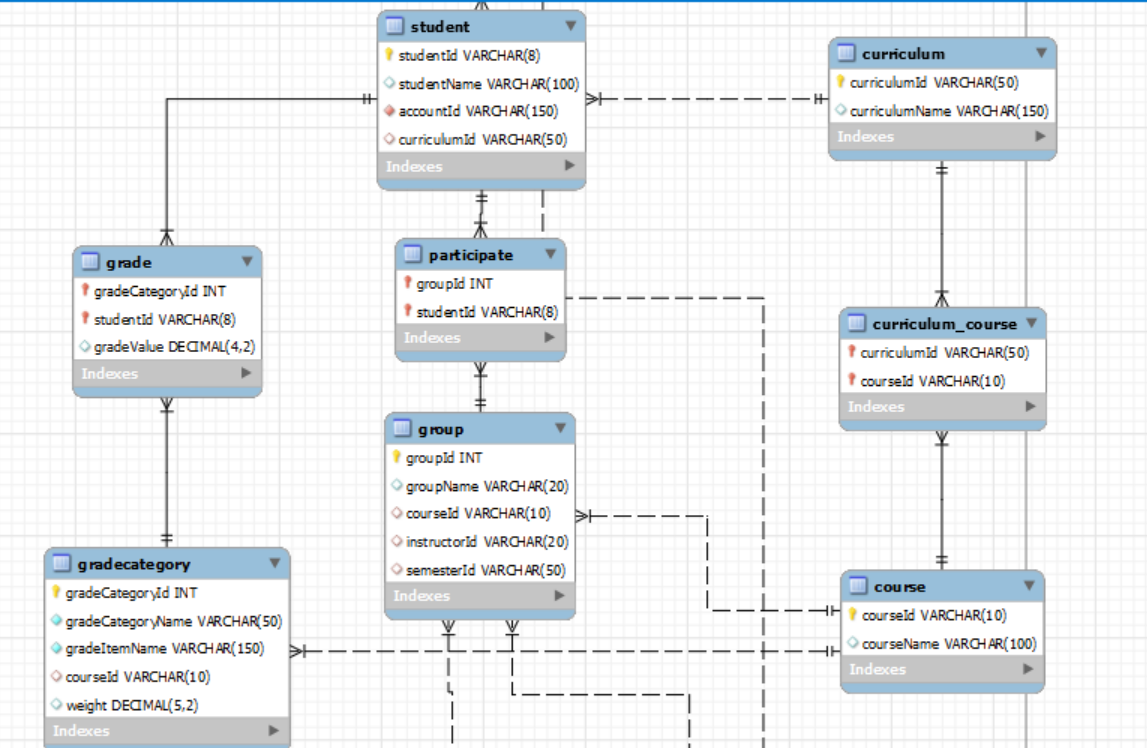 student
studentId VARCHAR(8)
studentName VARCHAR(100)
accountId VARCHAR(150)
curriculumId VARCHAR(50)
Indexes
curriculum
curriculumId VARCHAR(50)
curriculumName VARCHAR(150)
Indexes
grade
gradeCategoryId INT
studentId VARCHAR(8)
gradeValue DECIMAL(4,2)
Indexes
participate
groupId INT
studentId VARCHAR(8)
Indexes
curriculum_course
curriculumId VARCHAR(50)
courseId VARCHAR(10)
Indexes
group
groupId INT
groupName VARCHAR(20)
courseId VARCHAR(10)
instructorId VARCHAR(20)
semesterId VARCHAR(50)
Indexes
gradecategory
gradeCategoryId INT
gradeCategoryName VARCHAR(50)
gradeItemName VARCHAR(150)
courseId VARCHAR(10)
weight DECIMAL(5,2)
Indexes
course
courseId VARCHAR(10)
courseName VARCHAR(100)
Indexes